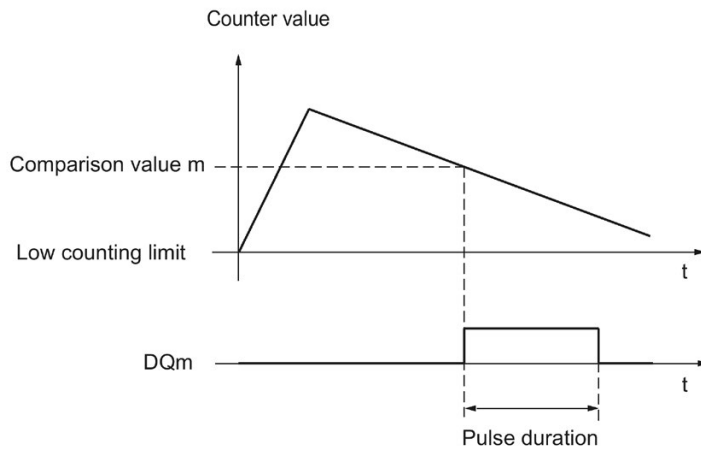 Counter value
Comparison value m
Low counting limit
t
DQm
t
Pulse duration